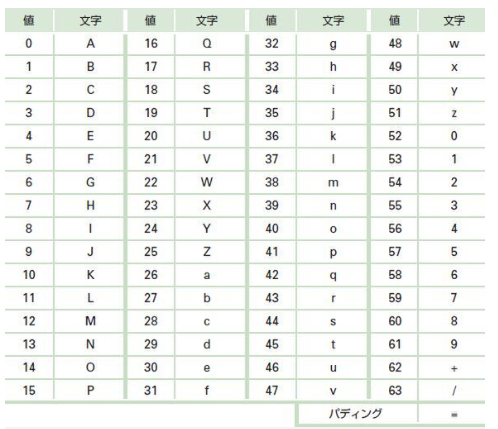 値 文字 値 文字 値 文字 値 文字
0 A 16 Q 32 g 48 w
1 B 17 R 33 h 49 x
2 C 18 S 34 i 50 y
3 D 19 T 35 j 51 z
4 E 20 U 36 k 52 0
5 F 21 V 37 l 53 1
6 G 22 W 38 m 54 2
7 H 23 X 39 n 55 3
8 I 24 Y 40 o 56 4
9 J 25 Z 41 p 57 5
10 K 26 a 42 q 58 6
11 L 27 b 43 r 59 7
12 M 28 c 44 s 60 8
13 N 29 d 45 t 61 9
14 O 30 e 46 u 62 +
15 P 31 f 47 v 63 /
パディング =